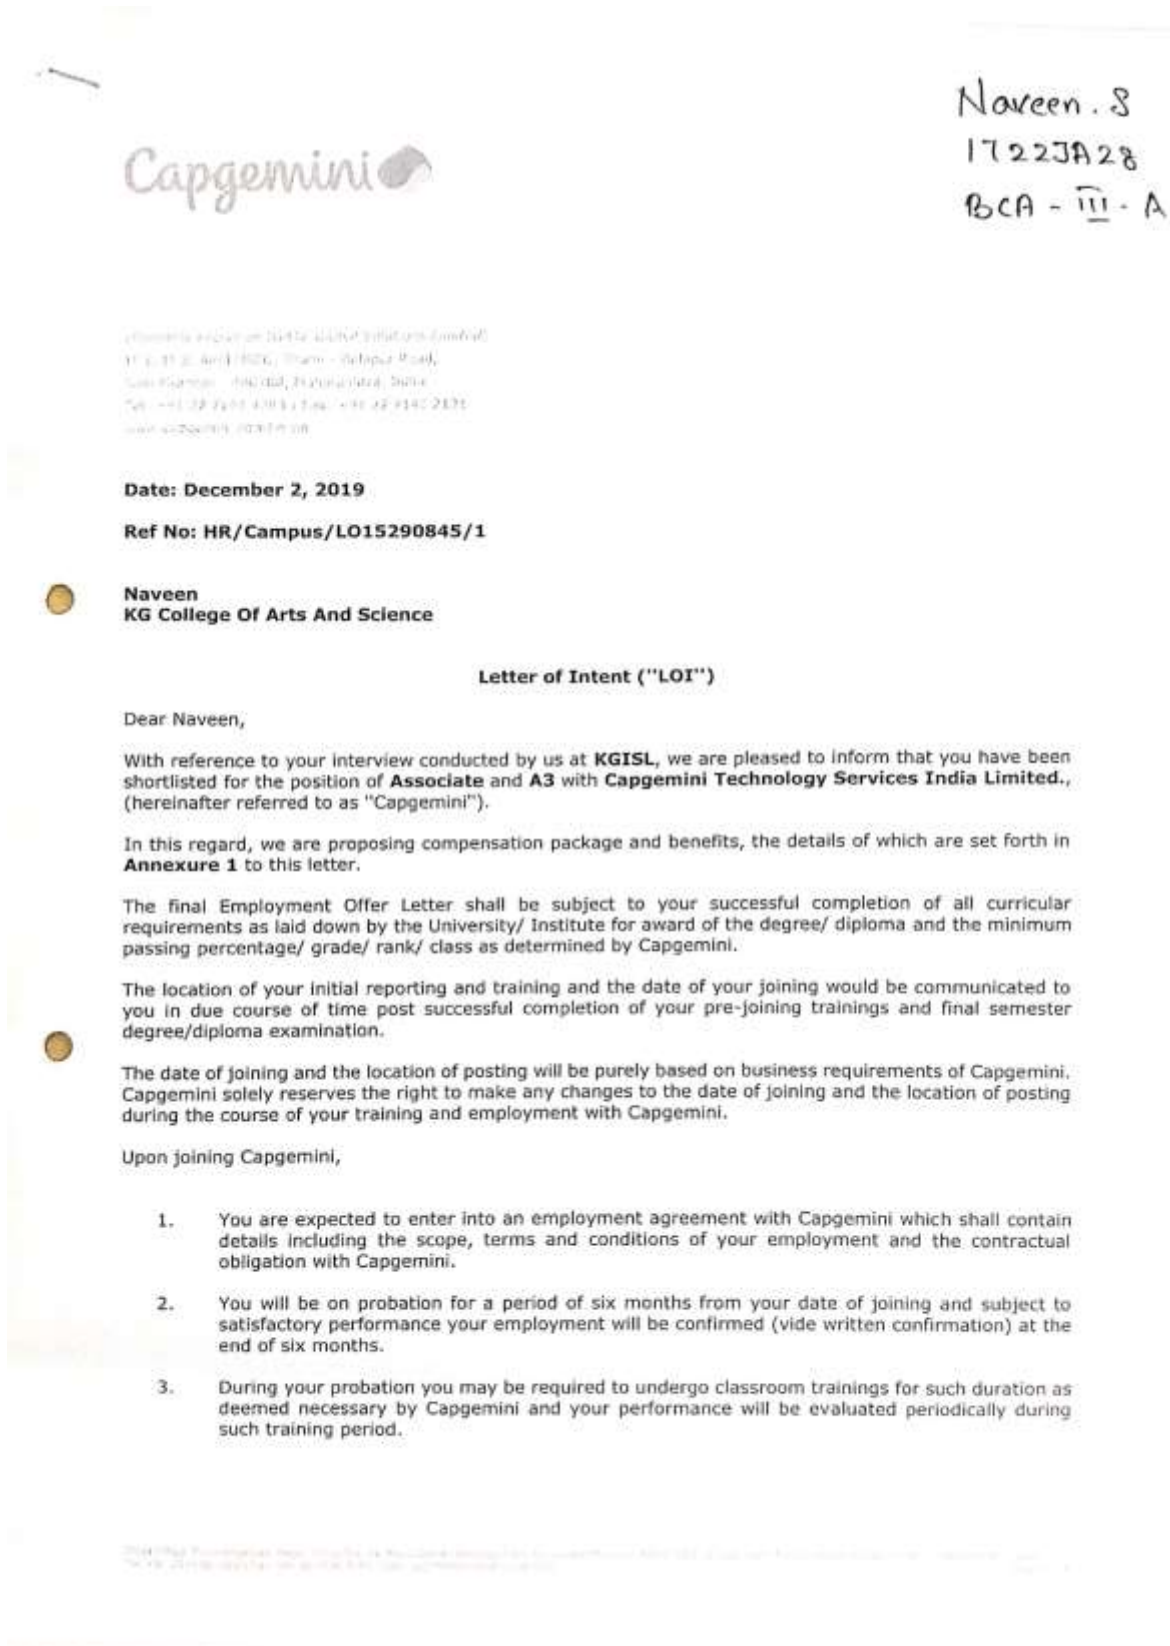 Naveen. S
1722JA28
BCA - III - A
Capgemini
Date: December 2, 2019
Ref No: HR/Campus/LO15290845/1
Naveen
KG College Of Arts And Science
Letter of Intent ("LOI")
Dear Naveen,
With reference to your interview conducted by us at KGISL, we are pleased to inform that you have been
shortlisted for the position of Associate and A3 with Capgemini Technology Services India Limited.,
(hereinafter referred to as "Capgemini").
In this regard, we are proposing compensation package and benefits, the details of which are set forth in
Annexure 1 to this letter.
The final Employment Offer Letter shall be subject to your successful completion of all curricular
requirements as laid down by the University/ Institute for award of the degree/ diploma and the minimum
passing percentage/ grade/ rank/ class as determined by Capgemini.
The location of your initial reporting and training and the date of your joining would be communicated to
you in due course of time post successful completion of your pre-joining trainings and final semester
degree/diploma examination.
The date of joining and the location of posting will be purely based on business requirements of Capgemini.
Capgemini solely reserves the right to make any changes to the date of joining and the location of posting
during the course of your training and employment with Capgemini.
Upon joining Capgemini,
1. You are expected to enter into an employment agreement with Capgemini which shall contain
details including the scope, terms and conditions of your employment and the contractual
obligation with Capgemini.
2. You will be on probation for a period of six months from your date of joining and subject to
satisfactory performance your employment will be confirmed (vide written confirmation) at the
end of six months.
3. During your probation you may be required to undergo classroom trainings for such duration as
deemed necessary by Capgemini and your performance will be evaluated periodically during
such training period.